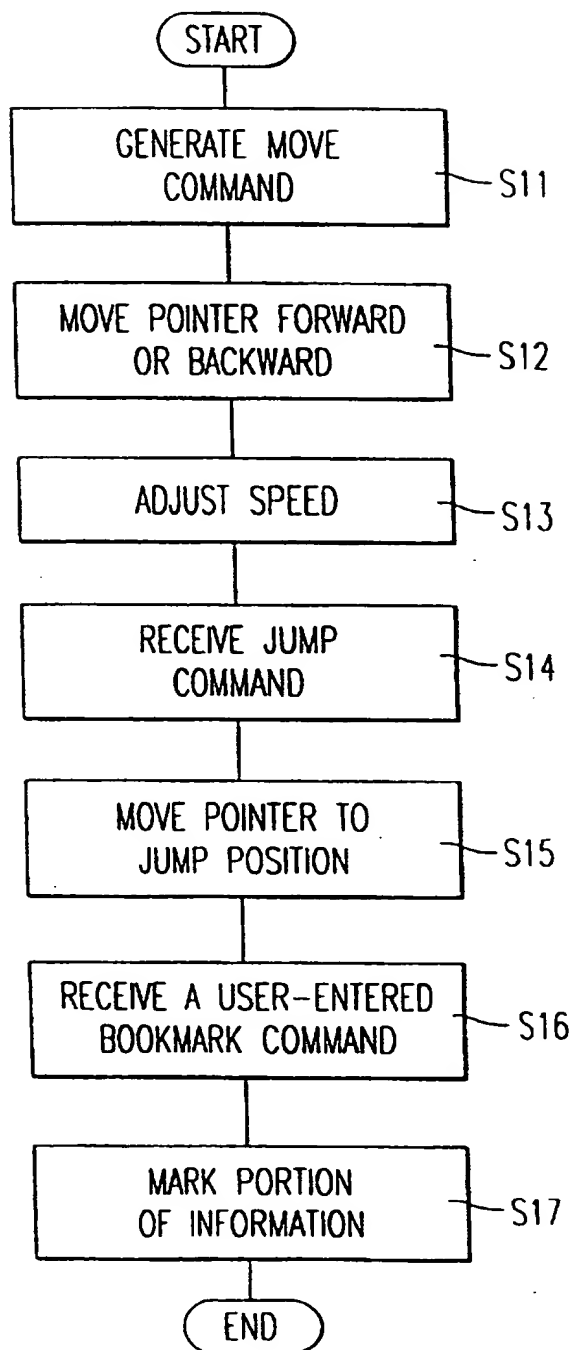 START
GENERATE MOVE
COMMAND
S11
MOVE POINTER FORWARD
OR BACKWARD
S12
ADJUST SPEED
S13
RECEIVE JUMP
COMMAND
S14
MOVE POINTER TO
JUMP POSITION
S15
RECEIVE A USER-ENTERED
BOOKMARK COMMAND
S16
MARK PORTION
OF INFORMATION
S17
END